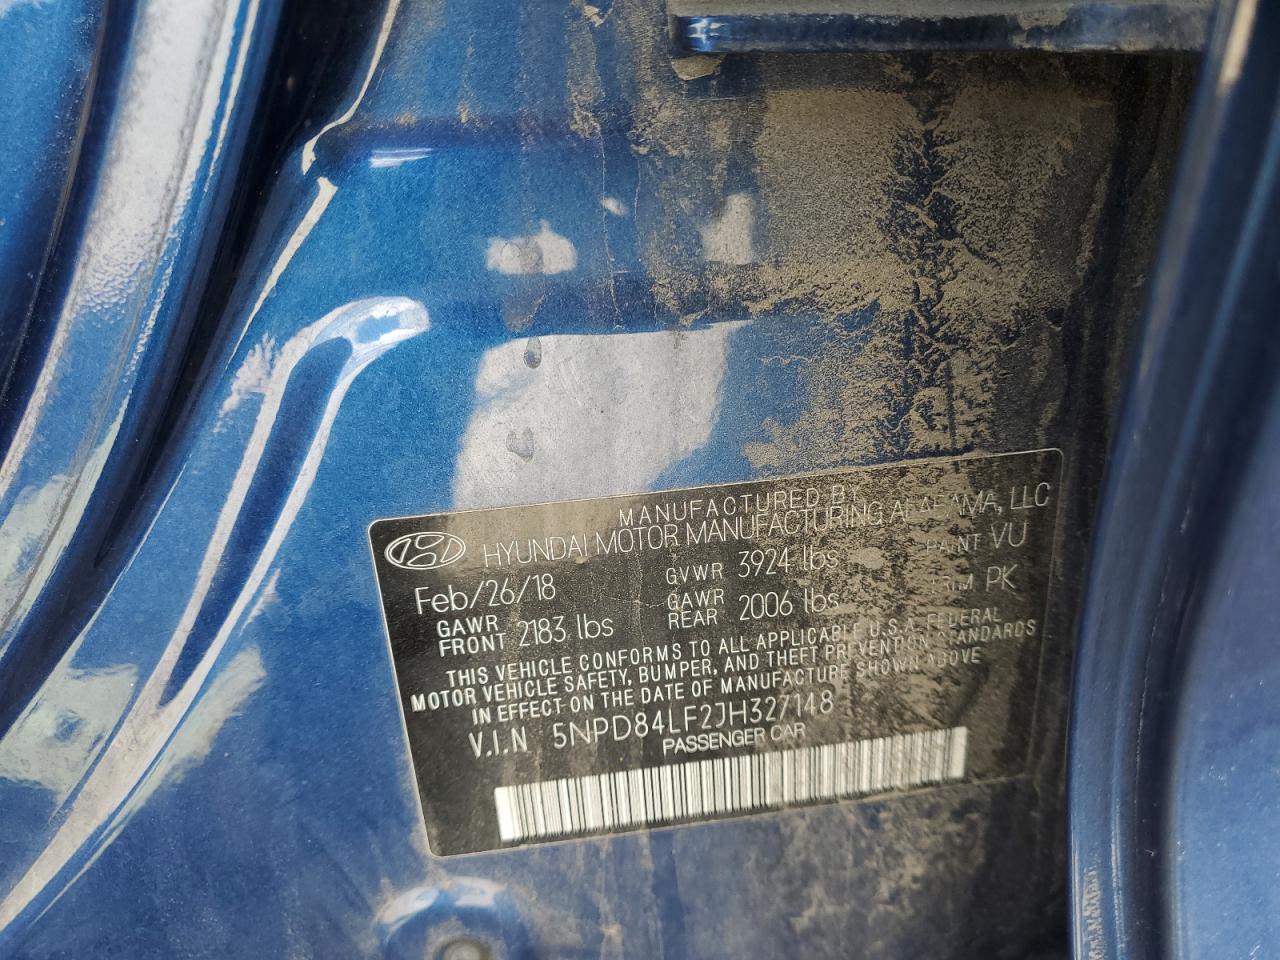 MANUFACTURED BY
HYUNDAI MOTOR MANUFACTURING ALABAMA, LLC
Feb/26/18 GVWR 3924 lbs PAINT VU
GAWR FRONT 2183 lbs GAWR REAR 2006 lbs TRIM PK
THIS VEHICLE CONFORMS TO ALL APPLICABLE U.S.A. FEDERAL
MOTOR VEHICLE SAFETY, BUMPER, AND THEFT PREVENTION STANDARDS
IN EFFECT ON THE DATE OF MANUFACTURE SHOWN ABOVE
V.I.N 5NPD84LF2JH327148
PASSENGER CAR